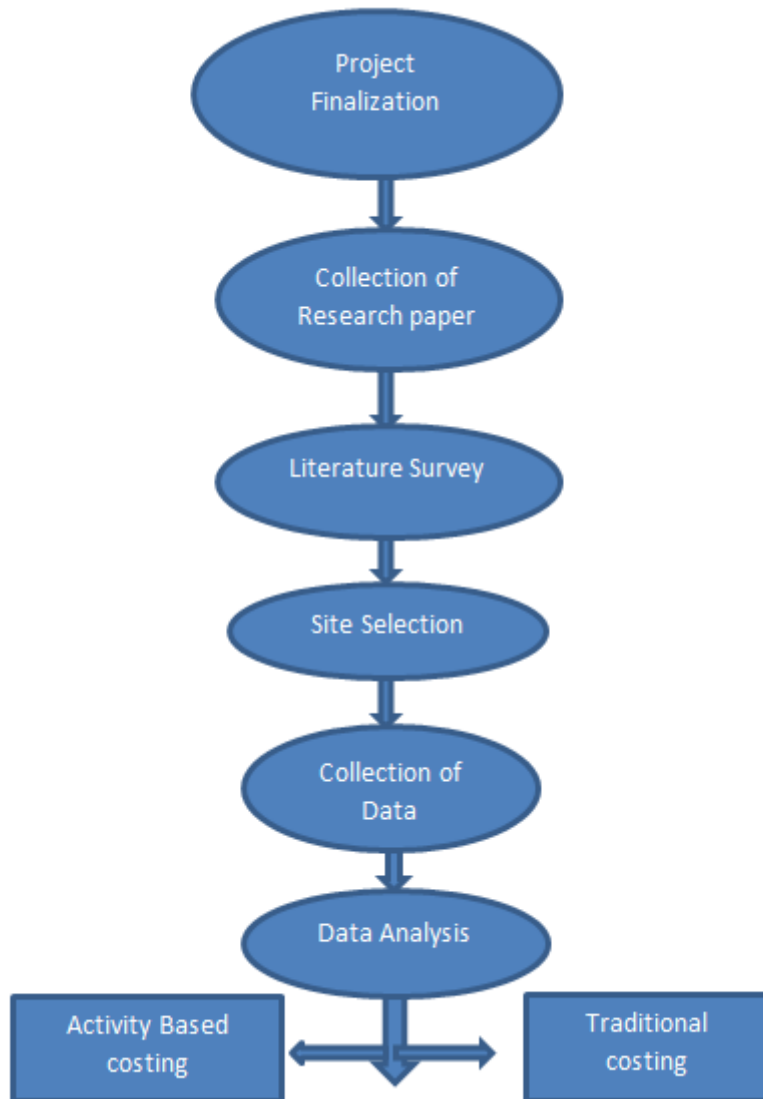 Project
Finalization
Collection of
Research paper
Literature Survey
Site Selection
Collection of
Data
Data Analysis
Activity Based
costing
Traditional
costing